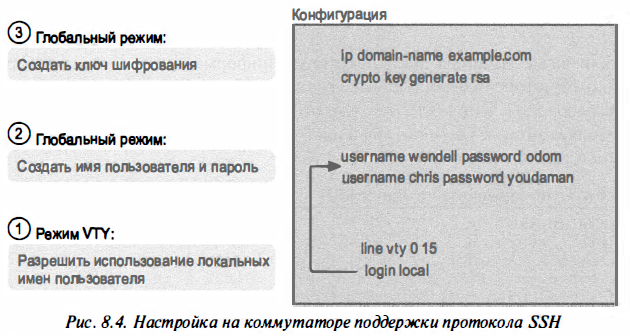 Конфигурация
③ Глобальный режим:
Создать ключ шифрования
ip domain-name example.com
crypto key generate rsa
② Глобальный режим:
Создать имя пользователя и пароль
username wendell password odom
username chris password youdaman
① Режим VTY:
Разрешить использование локальных
имен пользователя
line vty 0 15
login local
Рис. 8.4. Настройка на коммутаторе поддержки протокола SSH